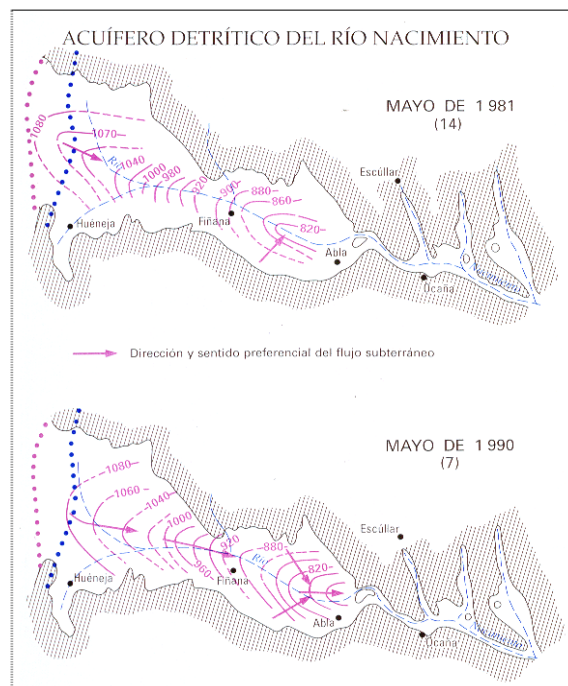 ACUÍFERO DETRÍTICO DEL RÍO NACIMIENTO
MAYO DE 1981
(14)
1080
1070
1040
1000
980
920
900
880
860
820
Río
Huéneja
Fiñana
Abla
Escúllar
Ocaña
Nacimiento
Dirección y sentido preferencial del flujo subterráneo
MAYO DE 1990
(7)
1080
1060
1040
1000
960
920
880
820
Río
Huéneja
Fiñana
Abla
Escúllar
Ocaña
Nacimiento